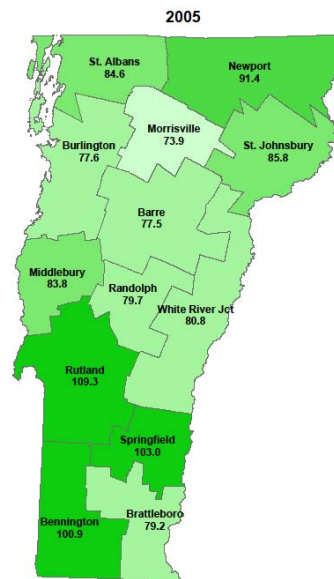 2005
St. Albans
84.6
Newport
91.4
Morrisville
73.9
Burlington
77.6
St. Johnsbury
85.8
Barre
77.5
Middlebury
83.8
Randolph
79.7
White River Jct
80.8
Rutland
109.3
Springfield
103.0
Bennington
100.9
Brattleboro
79.2